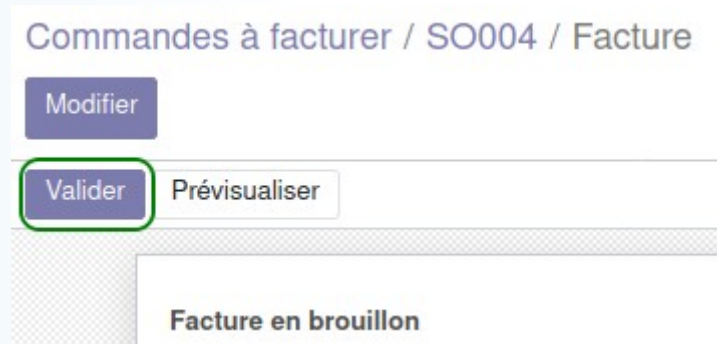 Commandes à facturer / SO004 / Facture
Modifier
Valider Prévisualiser
Facture en brouillon